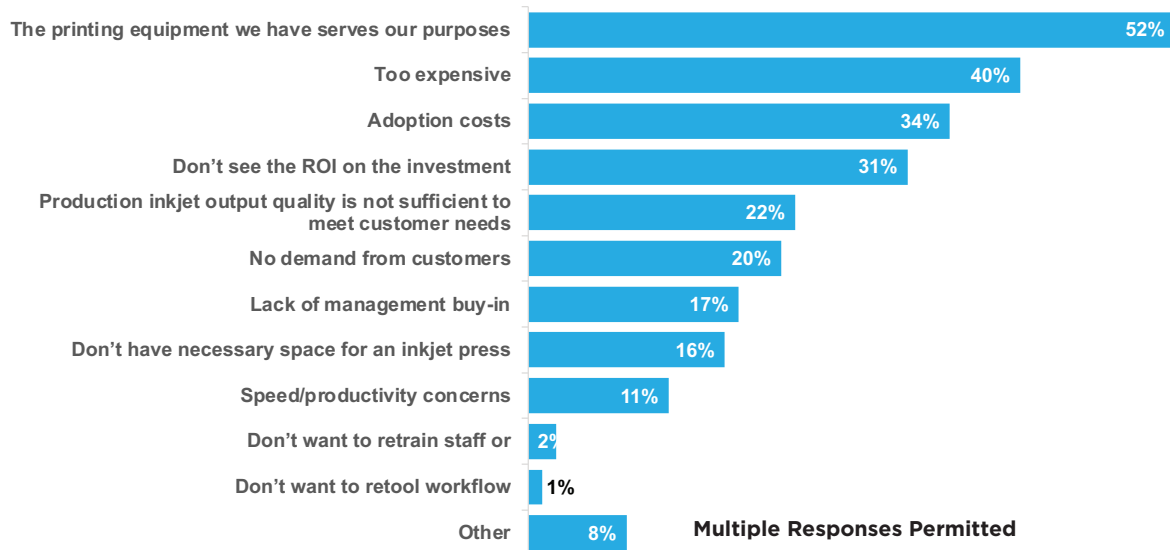 The printing equipment we have serves our purposes 52%
Too expensive 40%
Adoption costs 34%
Don't see the ROI on the investment 31%
Production inkjet output quality is not sufficient to
meet customer needs 22%
No demand from customers 20%
Lack of management buy-in 17%
Don't have necessary space for an inkjet press 16%
Speed/productivity concerns 11%
Don't want to retrain staff or 2%
Don't want to retool workflow 1%
Other 8%
Multiple Responses Permitted